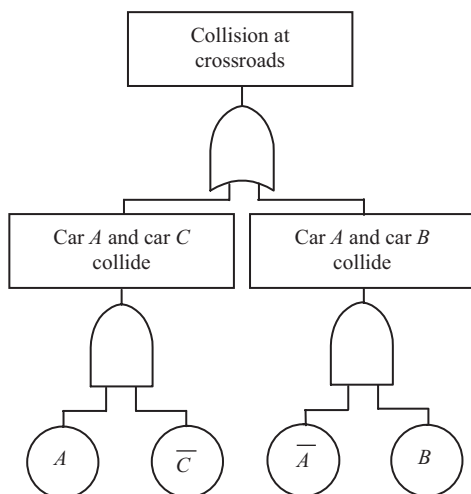 Collision at
crossroads
Car A and car C
collide
Car A and car B
collide
A
C̅
A̅
B